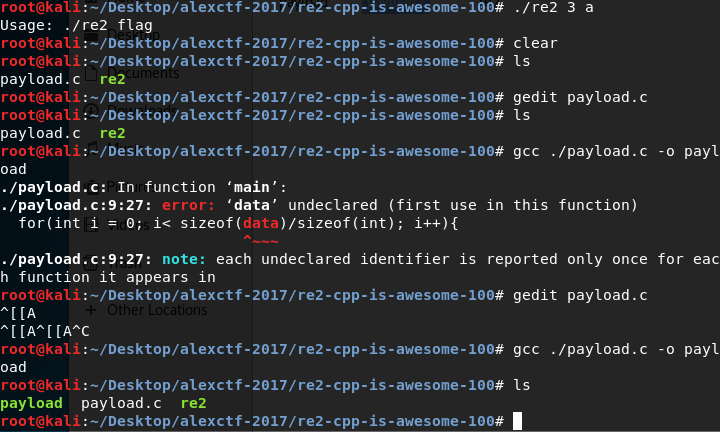 root@kali:~/Desktop/alexctf-2017/re2-cpp-is-awesome-100# ./re2 3 a
Usage: ./re2 flag
root@kali:~/Desktop/alexctf-2017/re2-cpp-is-awesome-100# clear
root@kali:~/Desktop/alexctf-2017/re2-cpp-is-awesome-100# ls
payload.c  re2
root@kali:~/Desktop/alexctf-2017/re2-cpp-is-awesome-100# gedit payload.c
root@kali:~/Desktop/alexctf-2017/re2-cpp-is-awesome-100# ls
payload.c  re2
root@kali:~/Desktop/alexctf-2017/re2-cpp-is-awesome-100# gcc ./payload.c -o payl
oad
./payload.c: In function ‘main’:
./payload.c:9:27: error: ‘data’ undeclared (first use in this function)
  for(int i = 0; i< sizeof(data)/sizeof(int); i++){
                           ^~~~
./payload.c:9:27: note: each undeclared identifier is reported only once for eac
h function it appears in
root@kali:~/Desktop/alexctf-2017/re2-cpp-is-awesome-100# gedit payload.c
^[[A
^[[A^[[A^C
root@kali:~/Desktop/alexctf-2017/re2-cpp-is-awesome-100# gcc ./payload.c -o payl
oad
root@kali:~/Desktop/alexctf-2017/re2-cpp-is-awesome-100# ls
payload  payload.c  re2
root@kali:~/Desktop/alexctf-2017/re2-cpp-is-awesome-100#
Desktop
Documents
Downloads
Videos
Trash
+ Other Locations